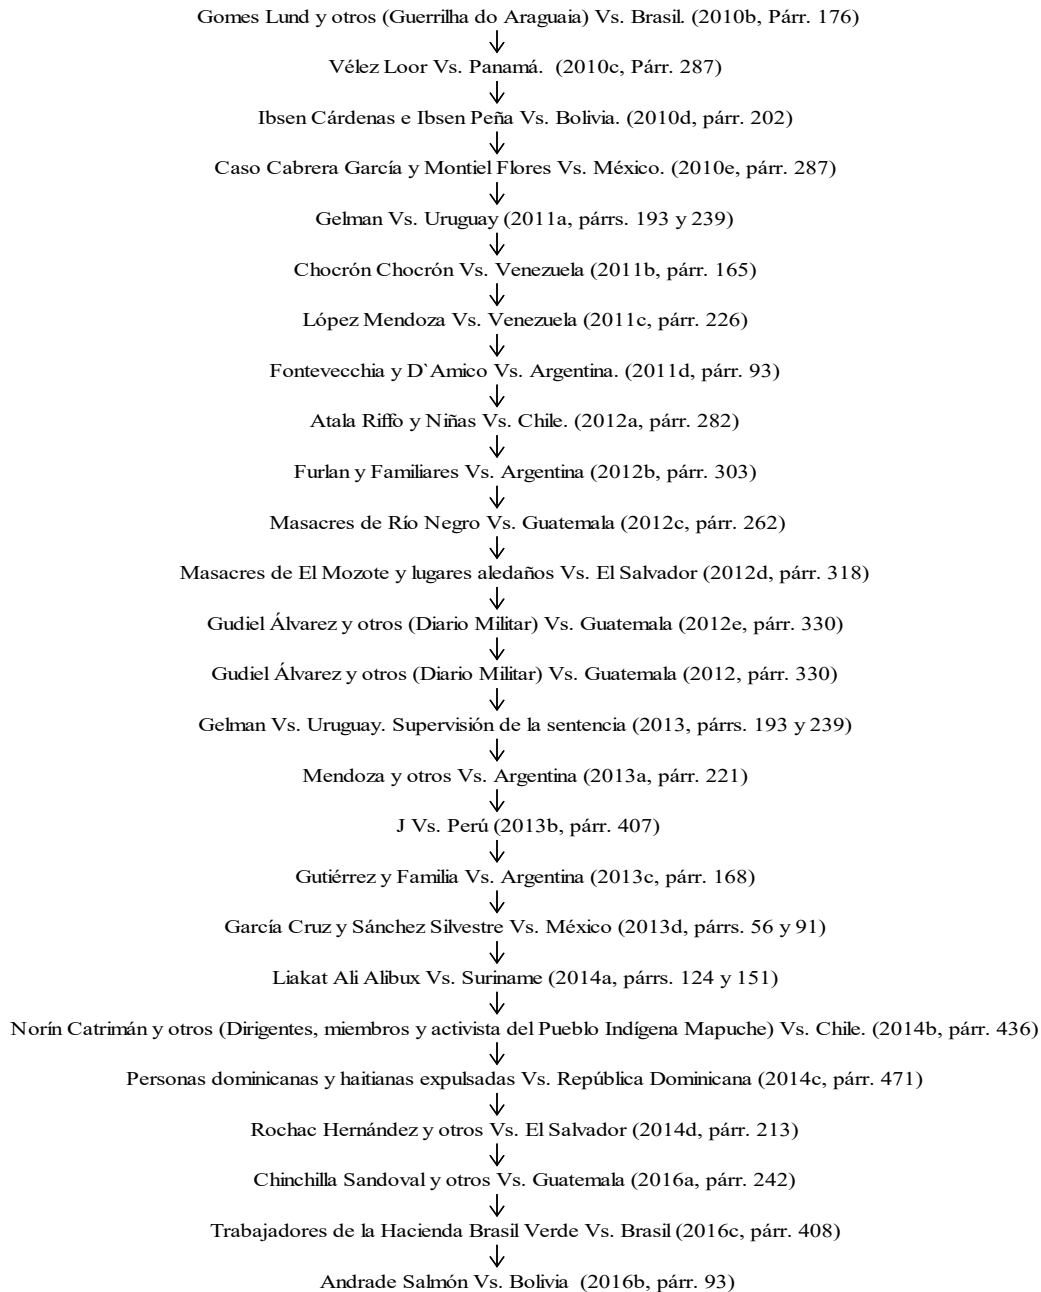 Gomes Lund y otros (Guerrilha do Araguaia) Vs. Brasil. (2010b, Párr. 176)
Vélez Loor Vs. Panamá. (2010c, Párr. 287)
Ibsen Cárdenas e Ibsen Peña Vs. Bolivia. (2010d, párr. 202)
Caso Cabrera García y Montiel Flores Vs. México. (2010e, párr. 287)
Gelman Vs. Uruguay (2011a, párrs. 193 y 239)
Chocrón Chocrón Vs. Venezuela (2011b, párr. 165)
López Mendoza Vs. Venezuela (2011c, párr. 226)
Fontevecchia y D`Amico Vs. Argentina. (2011d, párr. 93)
Atala Riffo y Niñas Vs. Chile. (2012a, párr. 282)
Furlan y Familiares Vs. Argentina (2012b, párr. 303)
Masacres de Río Negro Vs. Guatemala (2012c, párr. 262)
Masacres de El Mozote y lugares aledaños Vs. El Salvador (2012d, párr. 318)
Gudiel Álvarez y otros (Diario Militar) Vs. Guatemala (2012e, párr. 330)
Gudiel Álvarez y otros (Diario Militar) Vs. Guatemala (2012, párr. 330)
Gelman Vs. Uruguay. Supervisión de la sentencia (2013, párrs. 193 y 239)
Mendoza y otros Vs. Argentina (2013a, párr. 221)
J Vs. Perú (2013b, párr. 407)
Gutiérrez y Familia Vs. Argentina (2013c, párr. 168)
García Cruz y Sánchez Silvestre Vs. México (2013d, párrs. 56 y 91)
Liakat Ali Alibux Vs. Suriname (2014a, párrs. 124 y 151)
Norín Catrimán y otros (Dirigentes, miembros y activista del Pueblo Indígena Mapuche) Vs. Chile. (2014b, párr. 436)
Personas dominicanas y haitianas expulsadas Vs. República Dominicana (2014c, párr. 471)
Rochac Hernández y otros Vs. El Salvador (2014d, párr. 213)
Chinchilla Sandoval y otros Vs. Guatemala (2016a, párr. 242)
Trabajadores de la Hacienda Brasil Verde Vs. Brasil (2016c, párr. 408)
Andrade Salmón Vs. Bolivia (2016b, párr. 93)